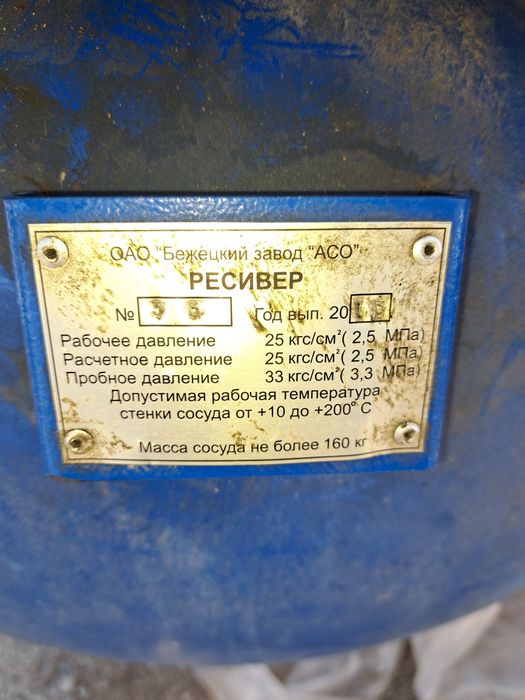 ОАО "Бежецкий завод "АСО"
РЕСИВЕР
№ Год вып. 20
Рабочее давление 25 кгс/см²( 2,5 МПа)
Расчетное давление 25 кгс/см²( 2,5 МПа)
Пробное давление 33 кгс/см²( 3,3 МПа)
Допустимая рабочая температура
стенки сосуда от +10 до +200° С
Масса сосуда не более 160 кг